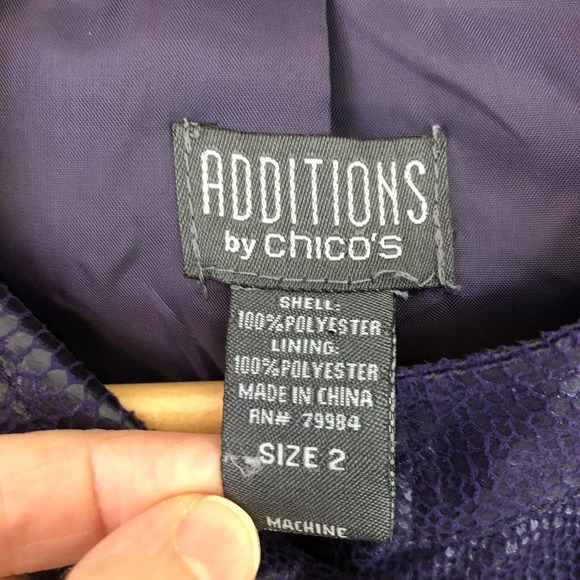 ADDITIONS
by chico's
SHELL:
100%POLYESTER
LINING:
100%POLYESTER
MADE IN CHINA
RN# 79984
SIZE 2
MACHINE